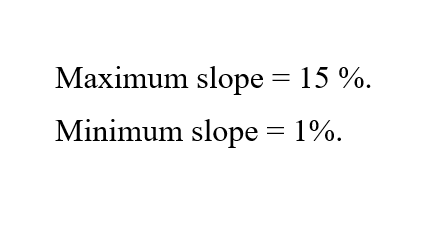 Maximum slope = 15 %.
Minimum slope = 1%.